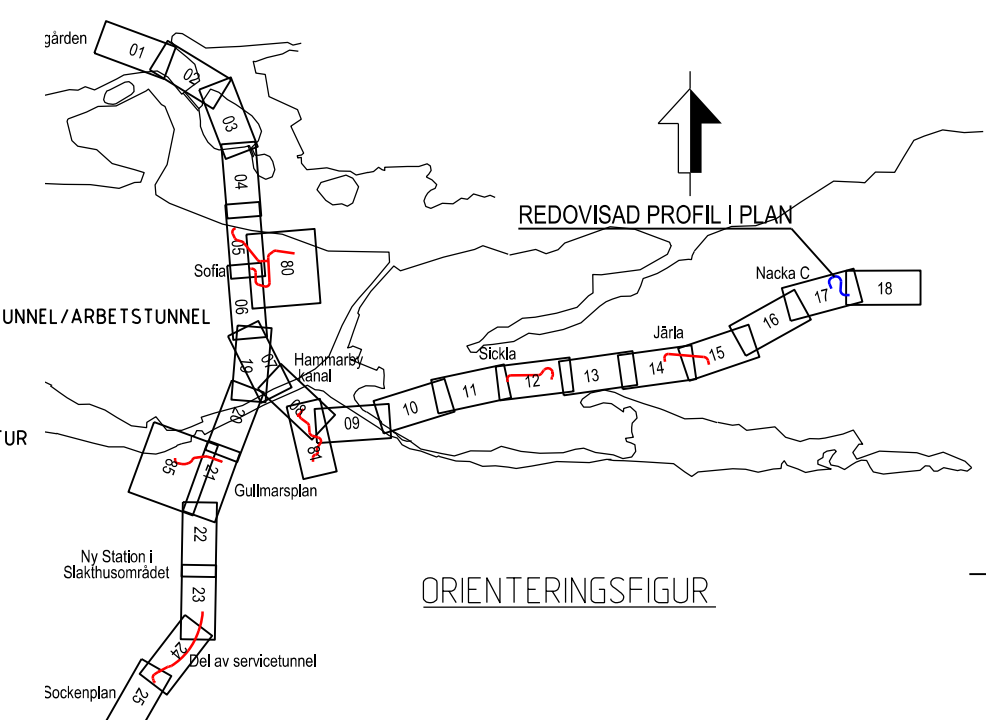 gården
01
02
03
04
REDOVISAD PROFIL I PLAN
05
80
Sofia
Nacka C
17
18
UNNEL/ARBETSTUNNEL
06
16
Järla
07
Hammarby
kanal
Sickla
15
14
13
12
11
19
10
09
08
20
TUR
81
85
21
Gullmarsplan
22
Ny Station i
Slakthusområdet
23
ORIENTERINGSFIGUR
24
Del av servicetunnel
Sockenplan
25